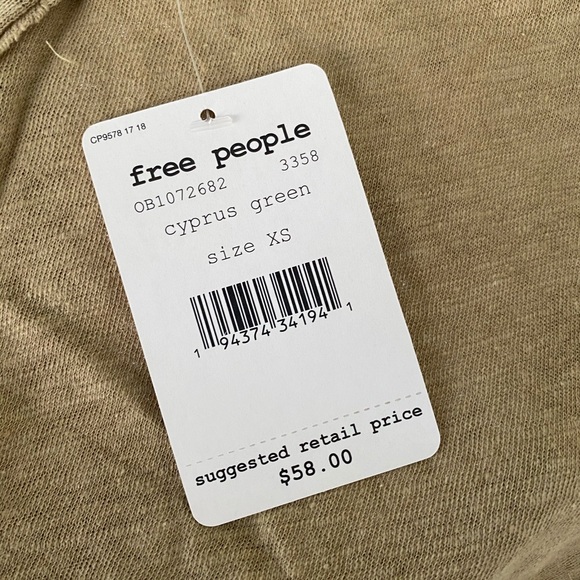 CP9578 17 18
free people
OB1072682 3358
cyprus green
size XS
1 94374 34194 1
suggested retail price
$58.00